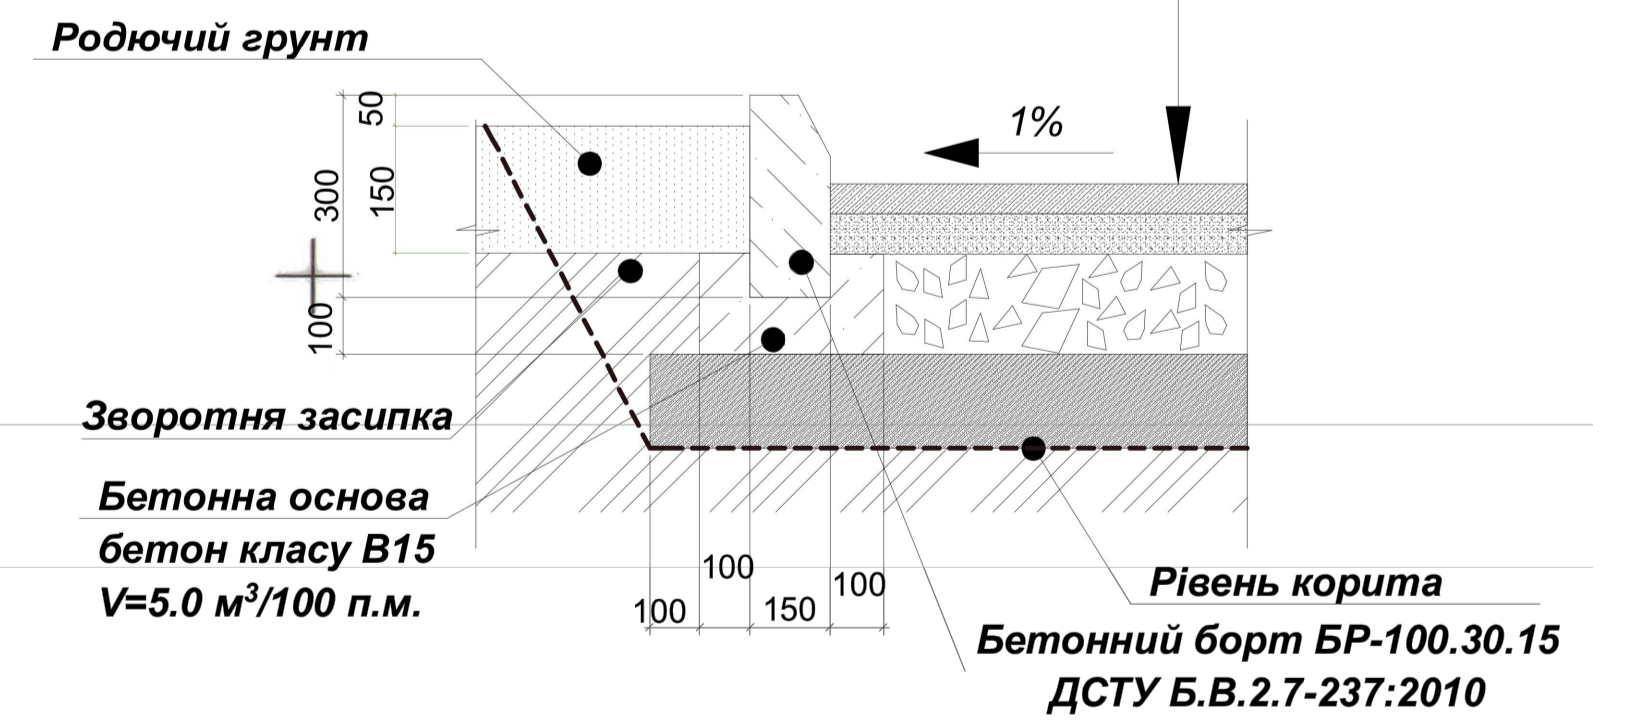 Родючий грунт
50
1%
300
150
100
Зворотня засипка
Бетонна основа
бетон класу В15
V=5.0 м³/100 п.м.
100
100
150
100
Рівень корита
Бетонний борт БР-100.30.15
ДСТУ Б.В.2.7-237:2010